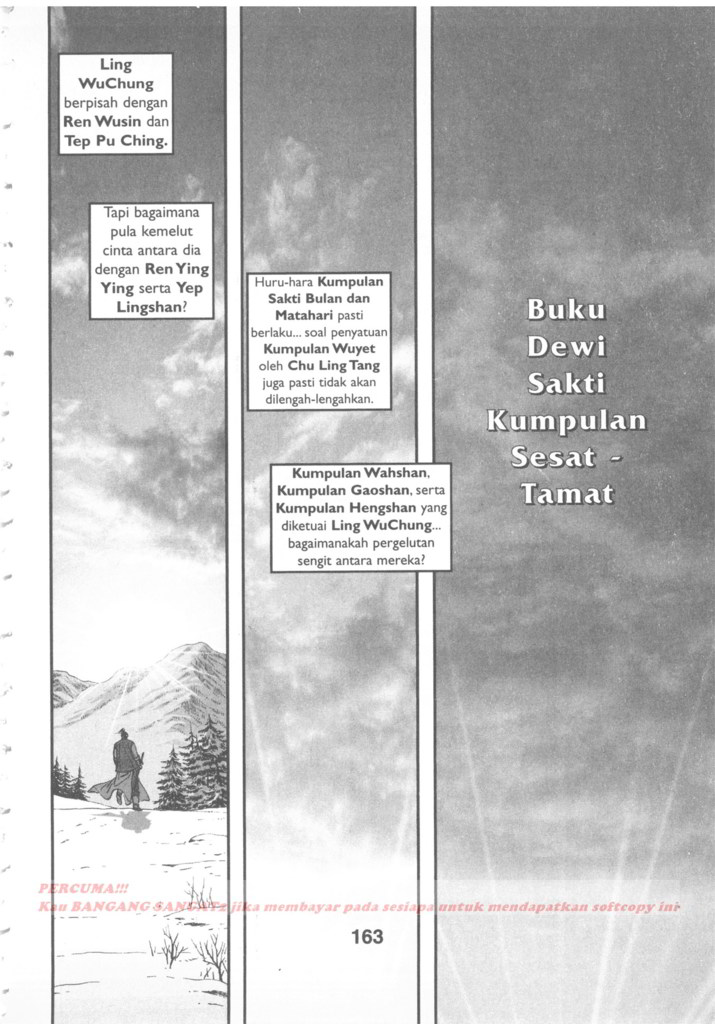 Ling
WuChung
berpisah dengan
Ren Wusin dan
Tep Pu Ching.
Tapi bagaimana
pula kemelut
cinta antara dia
dengan Ren Ying
Ying serta Yep
Lingshan?
Huru-hara Kumpulan
Sakti Bulan dan
Matahari pasti
berlaku... soal penyatuan
Kumpulan Wuyet
oleh Chu Ling Tang
juga pasti tidak akan
dilengah-lengahkan.
Kumpulan Wahshan,
Kumpulan Gaoshan, serta
Kumpulan Hengshan yang
diketuai Ling WuChung...
bagaimanakah pergelutan
sengit antara mereka?
Buku
Dewi
Sakti
Kumpulan
Sesat -
Tamat
PERCUMA!!!
Kau BANGANG SANGATz jika membayar pada sesiapa untuk mendapatkan softcopy ini
163